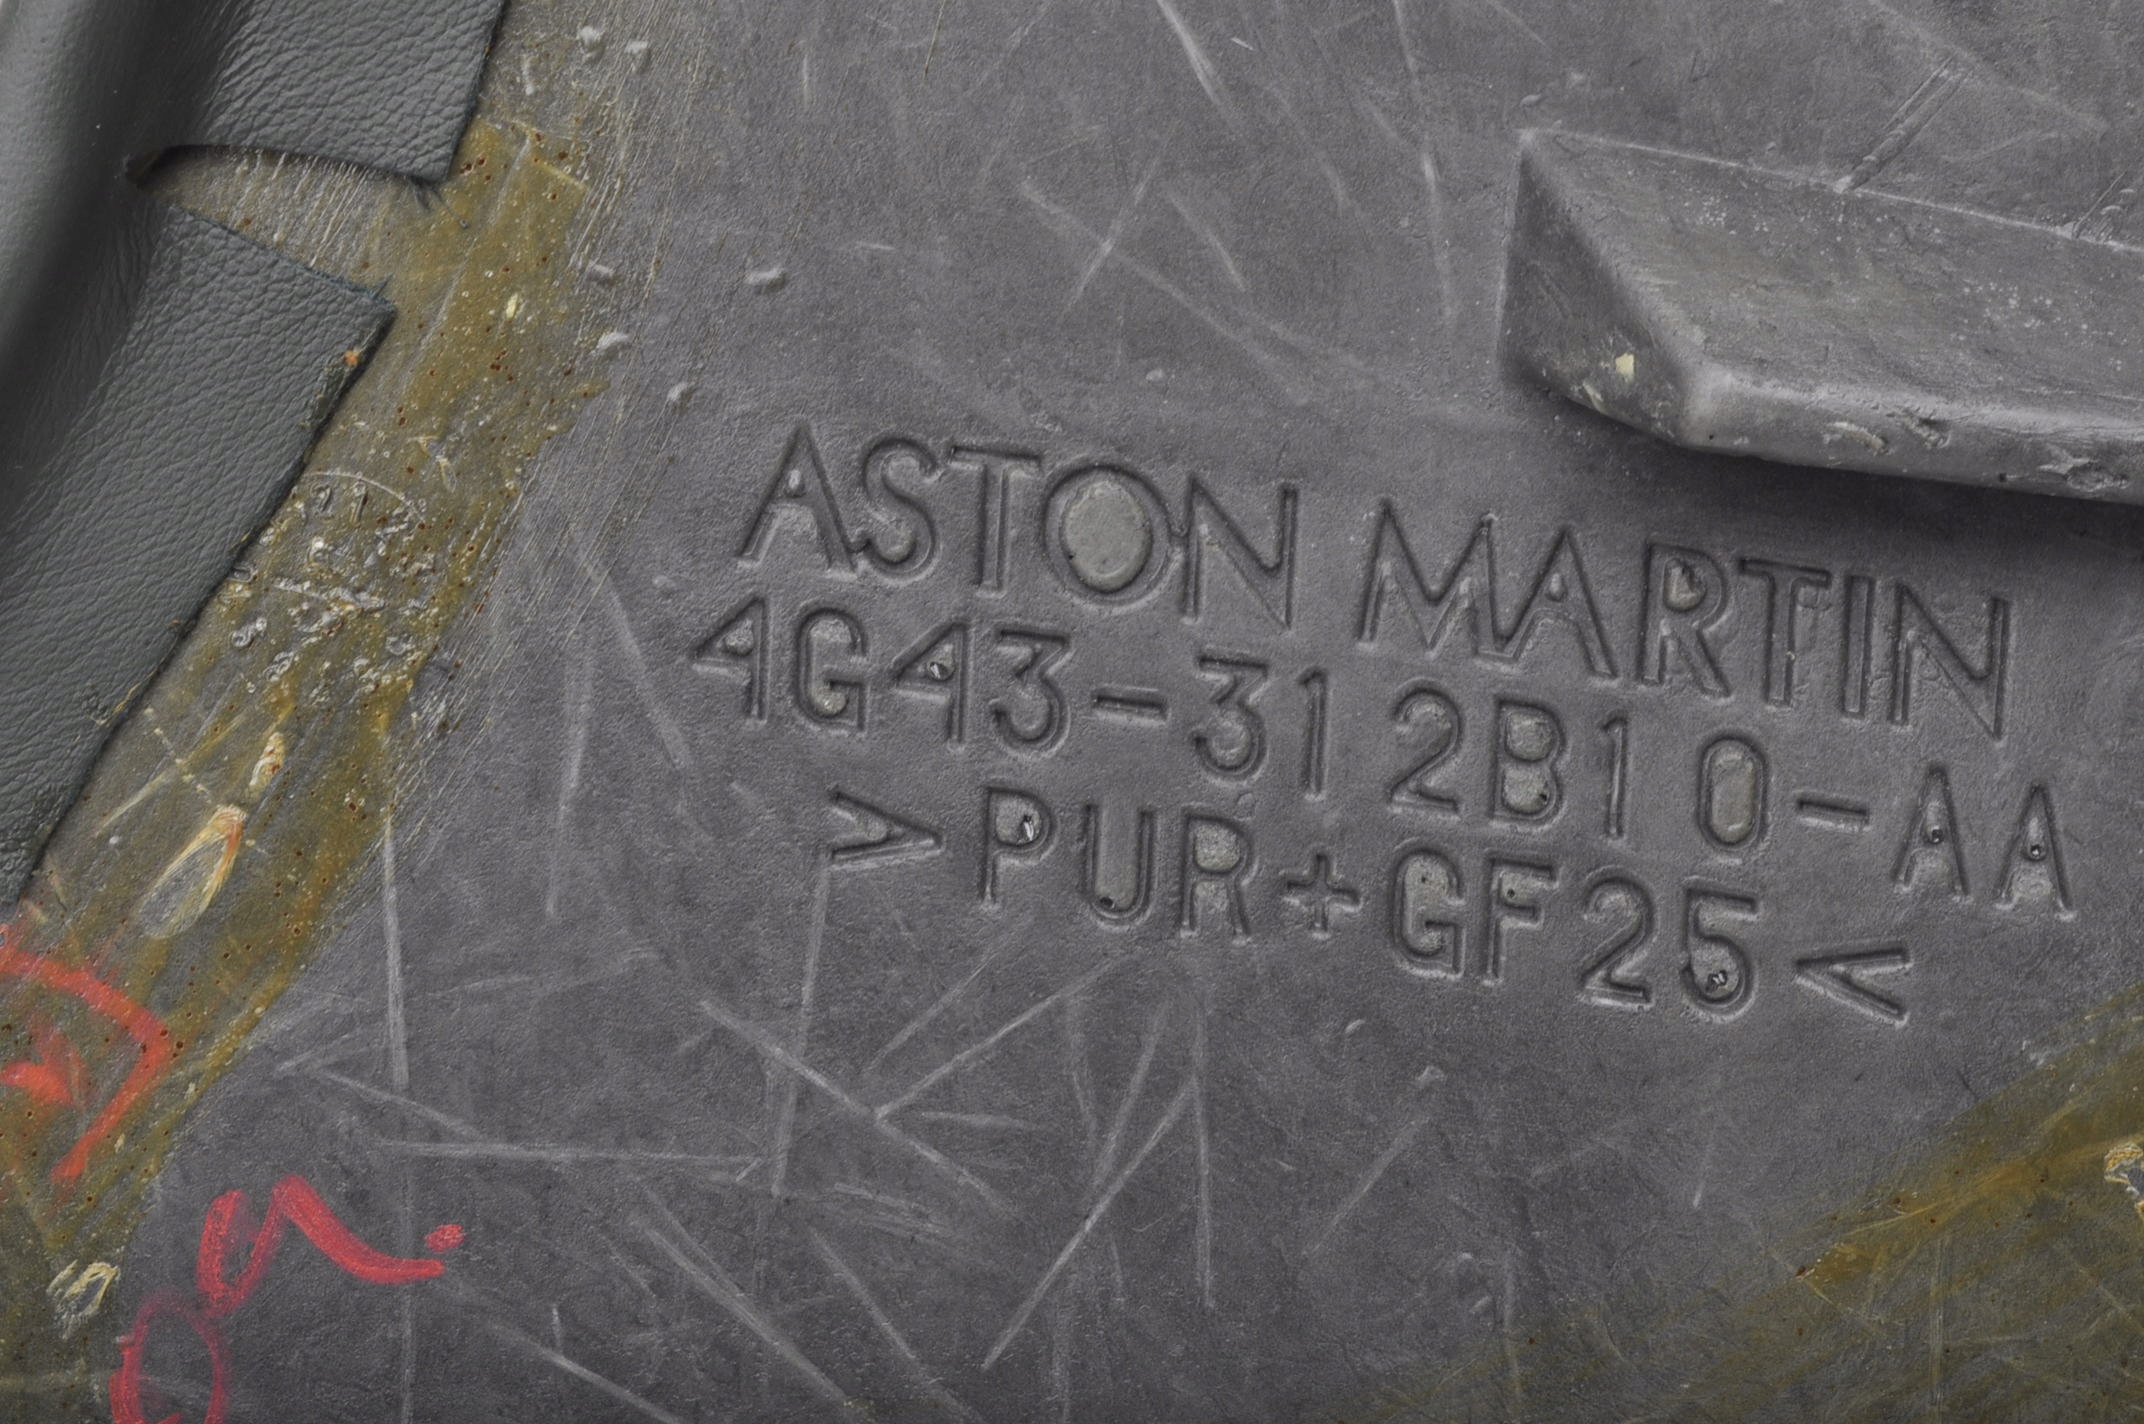 ASTON MARTIN
4G43-312B10-AA
>PUR+GF25<